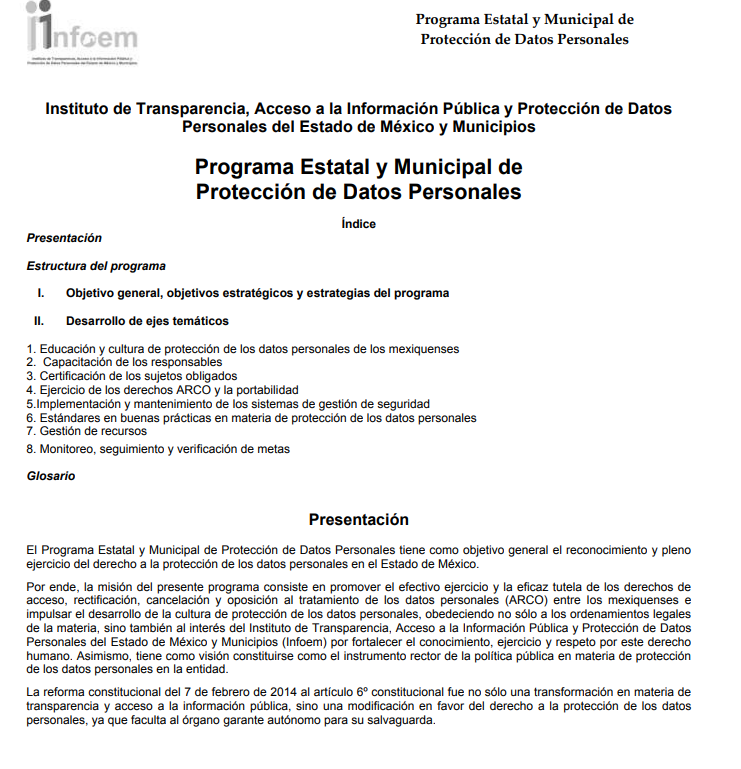 infoem
Instituto de Transparencia, Acceso a la Información Pública y
Protección de Datos Personales del Estado de México y Municipios
Programa Estatal y Municipal de
Protección de Datos Personales
Instituto de Transparencia, Acceso a la Información Pública y Protección de Datos
Personales del Estado de México y Municipios
Programa Estatal y Municipal de
Protección de Datos Personales
Índice
Presentación
Estructura del programa
I. Objetivo general, objetivos estratégicos y estrategias del programa
II. Desarrollo de ejes temáticos
1. Educación y cultura de protección de los datos personales de los mexiquenses
2. Capacitación de los responsables
3. Certificación de los sujetos obligados
4. Ejercicio de los derechos ARCO y la portabilidad
5.Implementación y mantenimiento de los sistemas de gestión de seguridad
6. Estándares en buenas prácticas en materia de protección de los datos personales
7. Gestión de recursos
8. Monitoreo, seguimiento y verificación de metas
Glosario
Presentación
El Programa Estatal y Municipal de Protección de Datos Personales tiene como objetivo general el reconocimiento y pleno
ejercicio del derecho a la protección de los datos personales en el Estado de México.
Por ende, la misión del presente programa consiste en promover el efectivo ejercicio y la eficaz tutela de los derechos de
acceso, rectificación, cancelación y oposición al tratamiento de los datos personales (ARCO) entre los mexiquenses e
impulsar el desarrollo de la cultura de protección de los datos personales, obedeciendo no sólo a los ordenamientos legales
de la materia, sino también al interés del Instituto de Transparencia, Acceso a la Información Pública y Protección de Datos
Personales del Estado de México y Municipios (Infoem) por fortalecer el conocimiento, ejercicio y respeto por este derecho
humano. Asimismo, tiene como visión constituirse como el instrumento rector de la política pública en materia de protección
de los datos personales en la entidad.
La reforma constitucional del 7 de febrero de 2014 al artículo 6º constitucional fue no sólo una transformación en materia de
transparencia y acceso a la información pública, sino una modificación en favor del derecho a la protección de los datos
personales, ya que faculta al órgano garante autónomo para su salvaguarda.